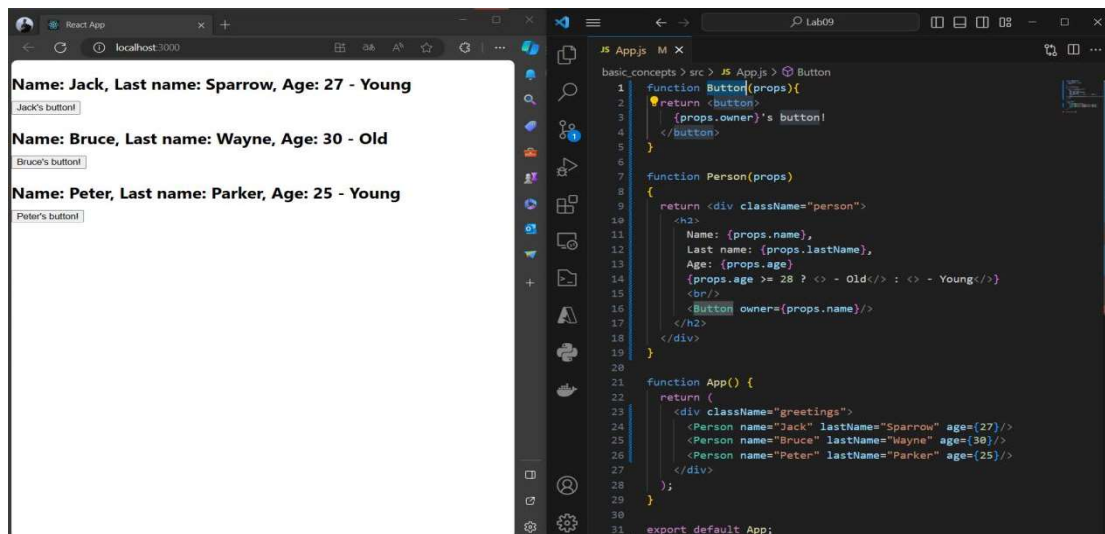 React App
localhost:3000
Name: Jack, Last name: Sparrow, Age: 27 - Young
Jack's button!
Name: Bruce, Last name: Wayne, Age: 30 - Old
Bruce's button!
Name: Peter, Last name: Parker, Age: 25 - Young
Peter's button!
Lab09
JS App.js M
basic_concepts > src > JS App.js > Button
1 function Button(props){
2 return <button>
3 {props.owner}'s button!
4 </button>
5 }
6
7 function Person(props)
8 {
9 return <div className="person">
10 <h2>
11 Name: {props.name},
12 Last name: {props.lastName},
13 Age: {props.age}
14 {props.age >= 28 ? <> - Old</> : <> - Young</>}
15 <br/>
16 <Button owner={props.name}/>
17 </h2>
18 </div>
19 }
20
21 function App() {
22 return (
23 <div className="greetings">
24 <Person name="Jack" lastName="Sparrow" age={27}/>
25 <Person name="Bruce" lastName="Wayne" age={30}/>
26 <Person name="Peter" lastName="Parker" age={25}/>
27 </div>
28 );
29 }
30
31 export default App;